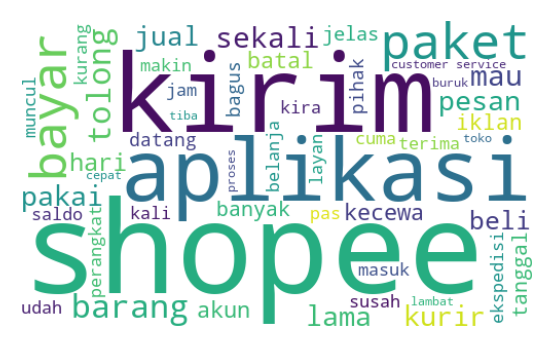 kurang
jual
sekali
jelas
paket
customer service
makin
batal
bayar
tolong
kirim
pihak
buruk
mau
muncul
jam
bagus
tiba
kira
pesan
iklan
datang
cuma
terima
toko
hari
aplikasi
belanja
layan
proses
cepat
pakai
perangkat
saldo
kali
banyak
pas
kecewa
beli
shopee
masuk
ekspedisi
tanggal
udah
barang
akun
lama
susah
kurir
lambat